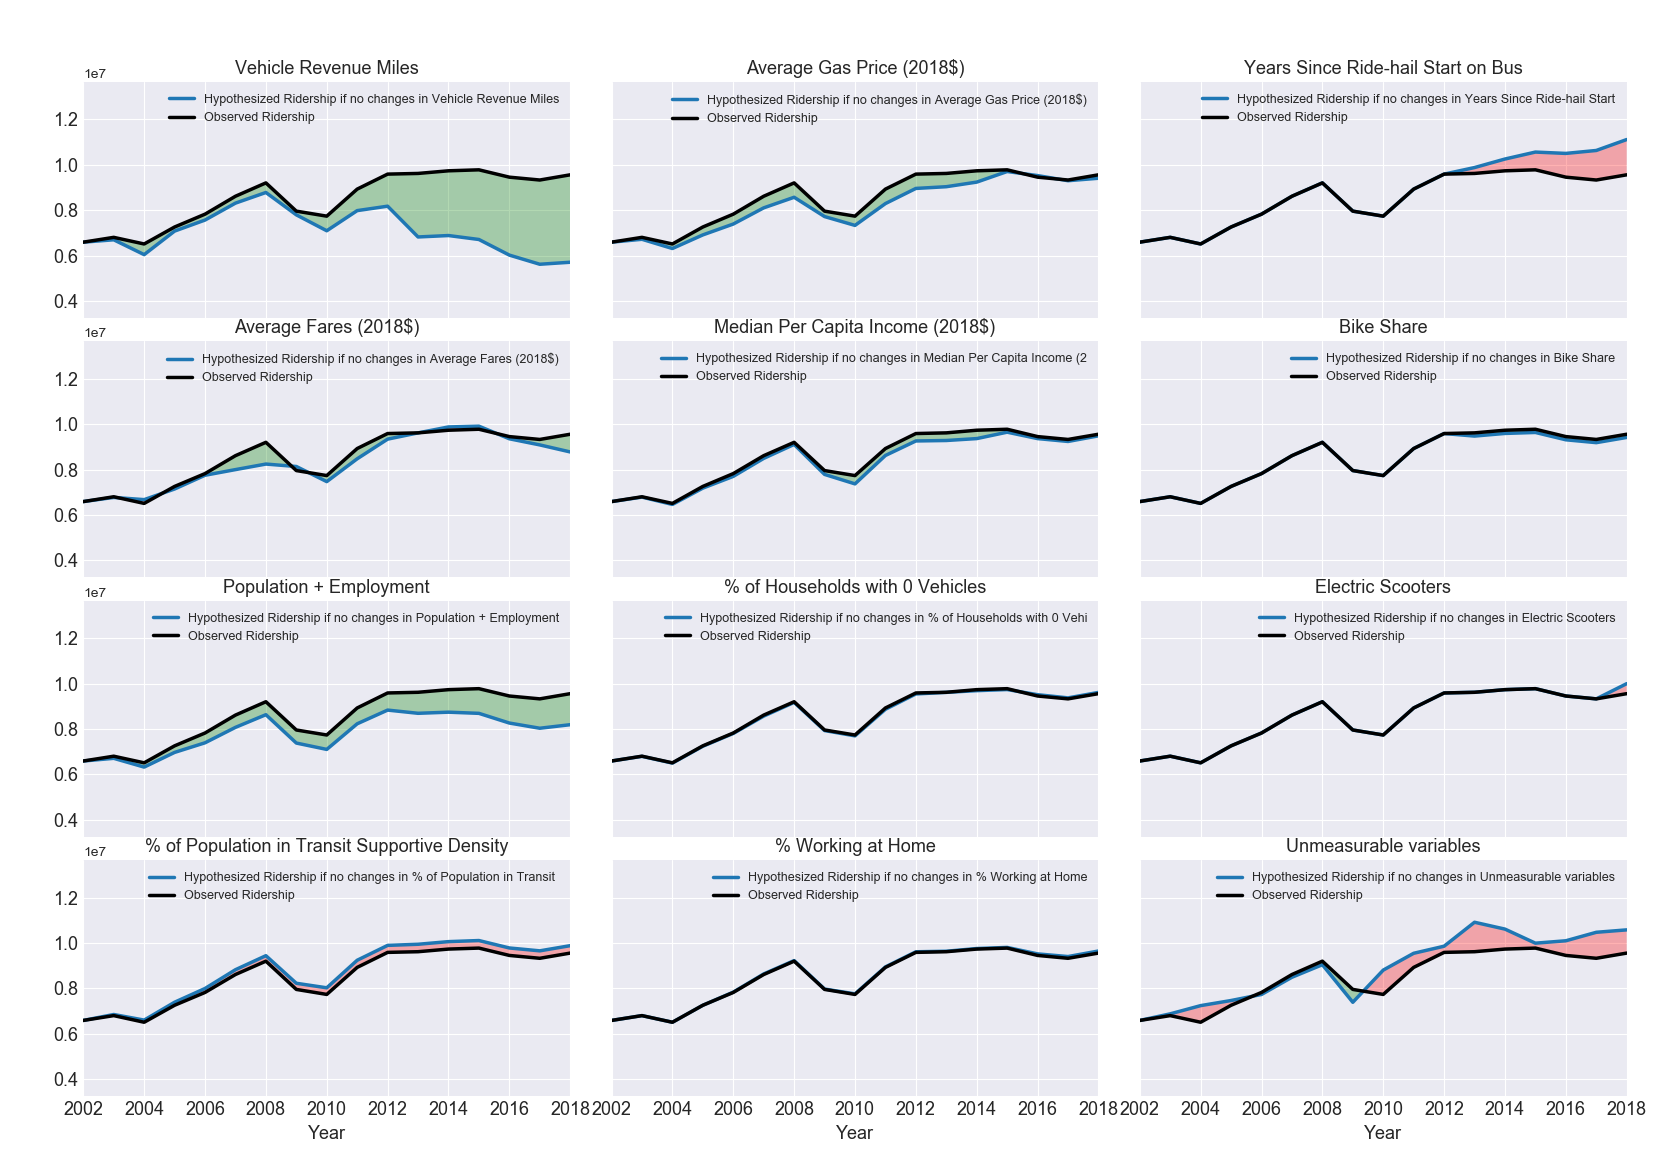 Vehicle Revenue Miles
1e7
Hypothesized Ridership if no changes in Vehicle Revenue Miles
Observed Ridership
1.2
1.0
0.8
0.6
0.4
Average Gas Price (2018$)
Hypothesized Ridership if no changes in Average Gas Price (2018$)
Observed Ridership
Years Since Ride-hail Start on Bus
Hypothesized Ridership if no changes in Years Since Ride-hail Start
Observed Ridership
Average Fares (2018$)
1e7
Hypothesized Ridership if no changes in Average Fares (2018$)
Observed Ridership
1.2
1.0
0.8
0.6
0.4
Median Per Capita Income (2018$)
Hypothesized Ridership if no changes in Median Per Capita Income (2
Observed Ridership
Bike Share
Hypothesized Ridership if no changes in Bike Share
Observed Ridership
Population + Employment
1e7
Hypothesized Ridership if no changes in Population + Employment
Observed Ridership
1.2
1.0
0.8
0.6
0.4
% of Households with 0 Vehicles
Hypothesized Ridership if no changes in % of Households with 0 Vehi
Observed Ridership
Electric Scooters
Hypothesized Ridership if no changes in Electric Scooters
Observed Ridership
% of Population in Transit Supportive Density
1e7
Hypothesized Ridership if no changes in % of Population in Transit
Observed Ridership
1.2
1.0
0.8
0.6
0.4
2002 2004 2006 2008 2010 2012 2014 2016 2018
Year
% Working at Home
Hypothesized Ridership if no changes in % Working at Home
Observed Ridership
2002 2004 2006 2008 2010 2012 2014 2016 2018
Year
Unmeasurable variables
Hypothesized Ridership if no changes in Unmeasurable variables
Observed Ridership
2002 2004 2006 2008 2010 2012 2014 2016 2018
Year